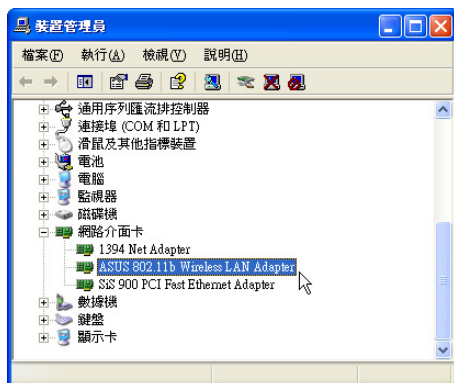 裝置管理員
檔案(F) 執行(A) 檢視(V) 說明(H)
通用序列匯流排控制器
連接埠 (COM 和 LPT)
滑鼠及其他指標裝置
電池
電腦
監視器
磁碟機
網路介面卡
1394 Net Adapter
ASUS 802.11b Wireless LAN Adapter
SiS 900 PCI Fast Ethernet Adapter
數據機
鍵盤
顯示卡